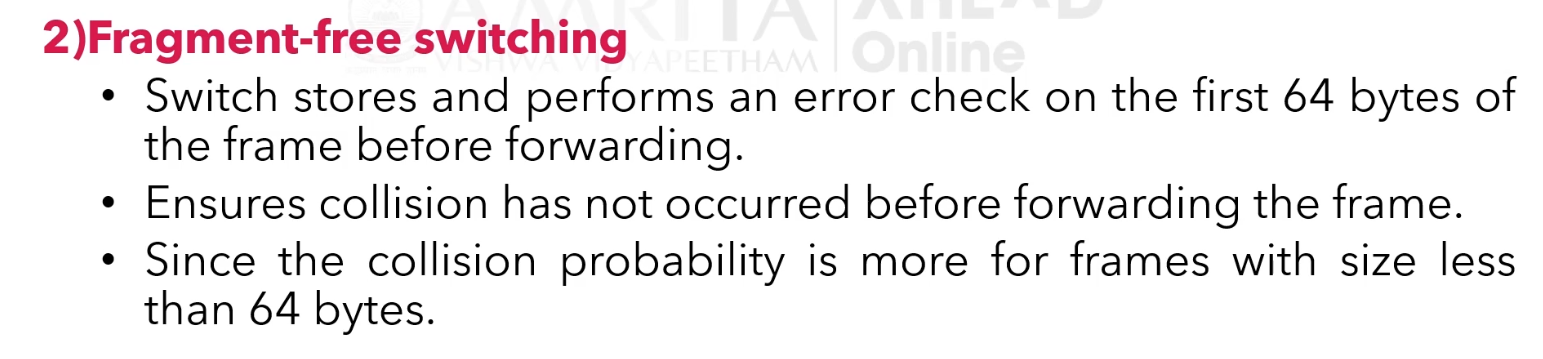 AMRITA AHEAD
2)Fragment-free switching
VISHWA VIDYAPEETHAM Online
• Switch stores and performs an error check on the first 64 bytes of
the frame before forwarding.
• Ensures collision has not occurred before forwarding the frame.
• Since the collision probability is more for frames with size less
than 64 bytes.